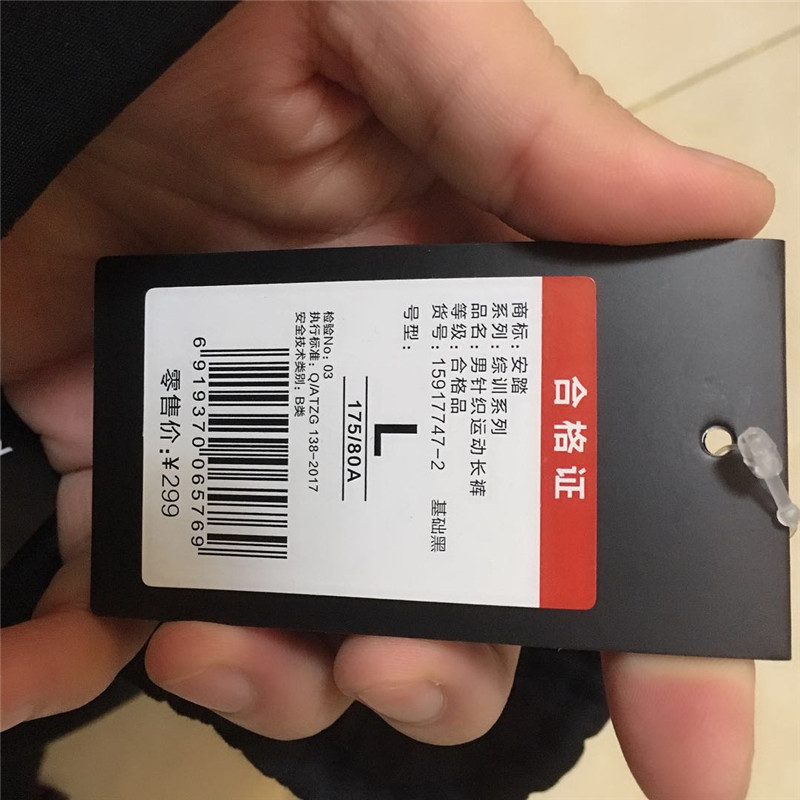 合格证
商标：安踏
系列：综训系列
品名：男针织运动长裤
等级：合格品
货号：15917747-2 基础黑
号型：
L
175/80A
检验No：03
执行标准：Q/ATZG 138-2017
安全技术类别：B类
6919370065769
零售价：¥299